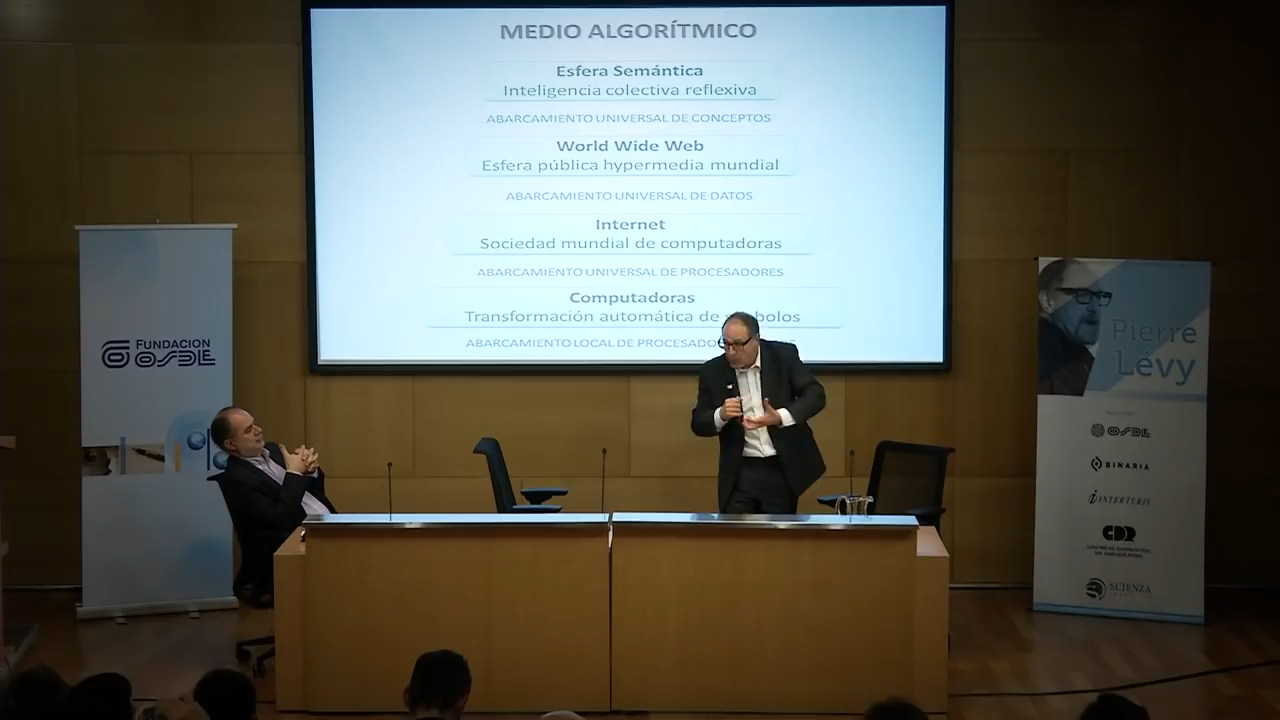 MEDIO ALGORÍTMICO
Esfera Semántica
Inteligencia colectiva reflexiva
ABARCAMIENTO UNIVERSAL DE CONCEPTOS
World Wide Web
Esfera pública hypermedia mundial
ABARCAMIENTO UNIVERSAL DE DATOS
Internet
Sociedad mundial de computadoras
ABARCAMIENTO UNIVERSAL DE PROCESADORES
Computadoras
Transformación automática de
ABARCAMIENTO LOCAL DE
FUNDACION
OSDE
Pierre
Lévy
OSDE
BINARIA
INTERTURIS
CDR
SCIENZA